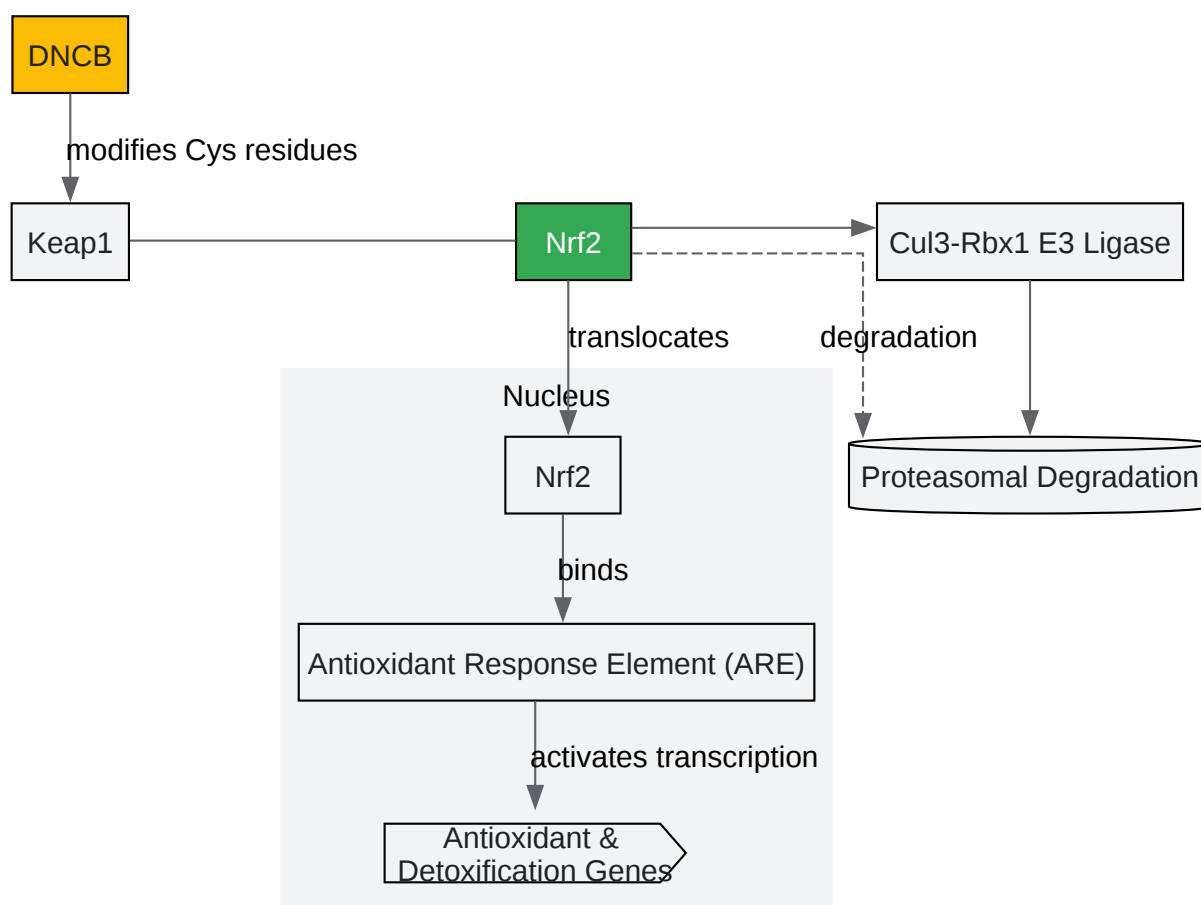 DNCB
modifies Cys residues
Keap1
Nrf2
Cul3-Rbx1 E3 Ligase
translocates
degradation
Nucleus
Nrf2
Proteasomal Degradation
binds
Antioxidant Response Element (ARE)
activates transcription
Antioxidant &
Detoxification Genes